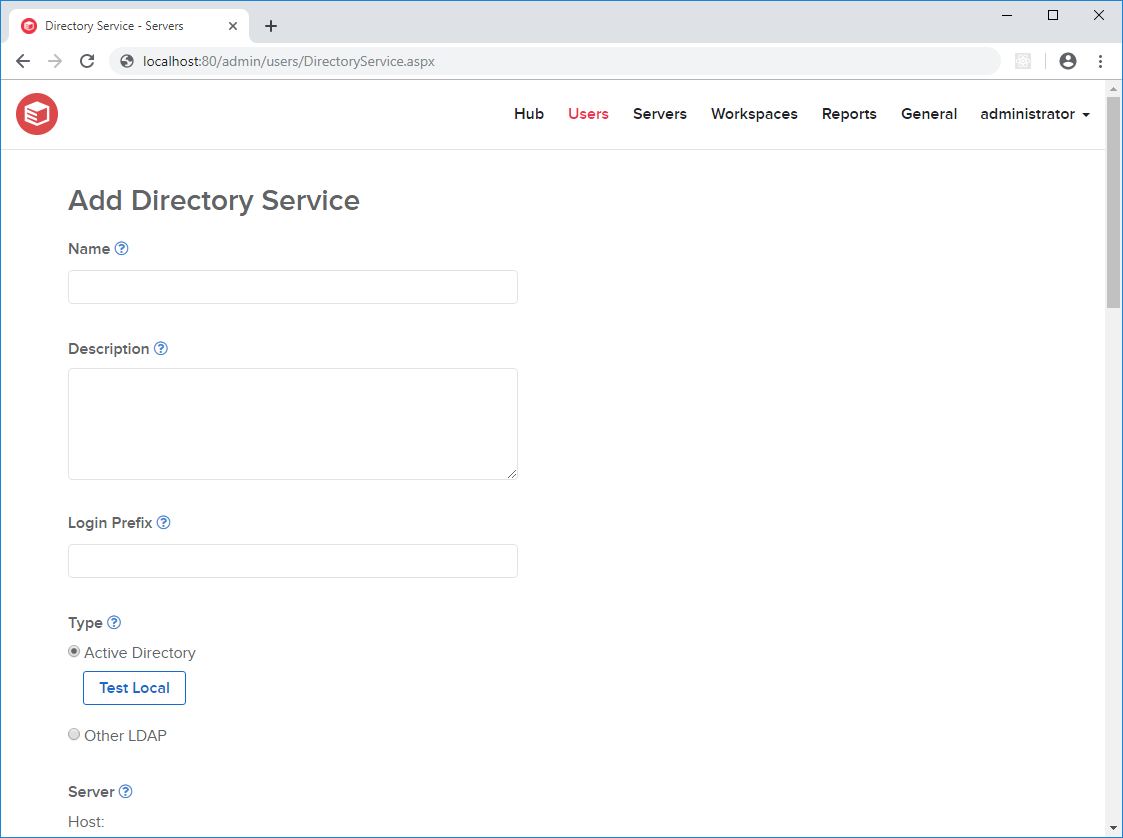 Directory Service - Servers
localhost:80/admin/users/DirectoryService.aspx
Hub Users Servers Workspaces Reports General administrator
Add Directory Service
Name
Description
Login Prefix
Type
Active Directory
Test Local
Other LDAP
Server
Host: